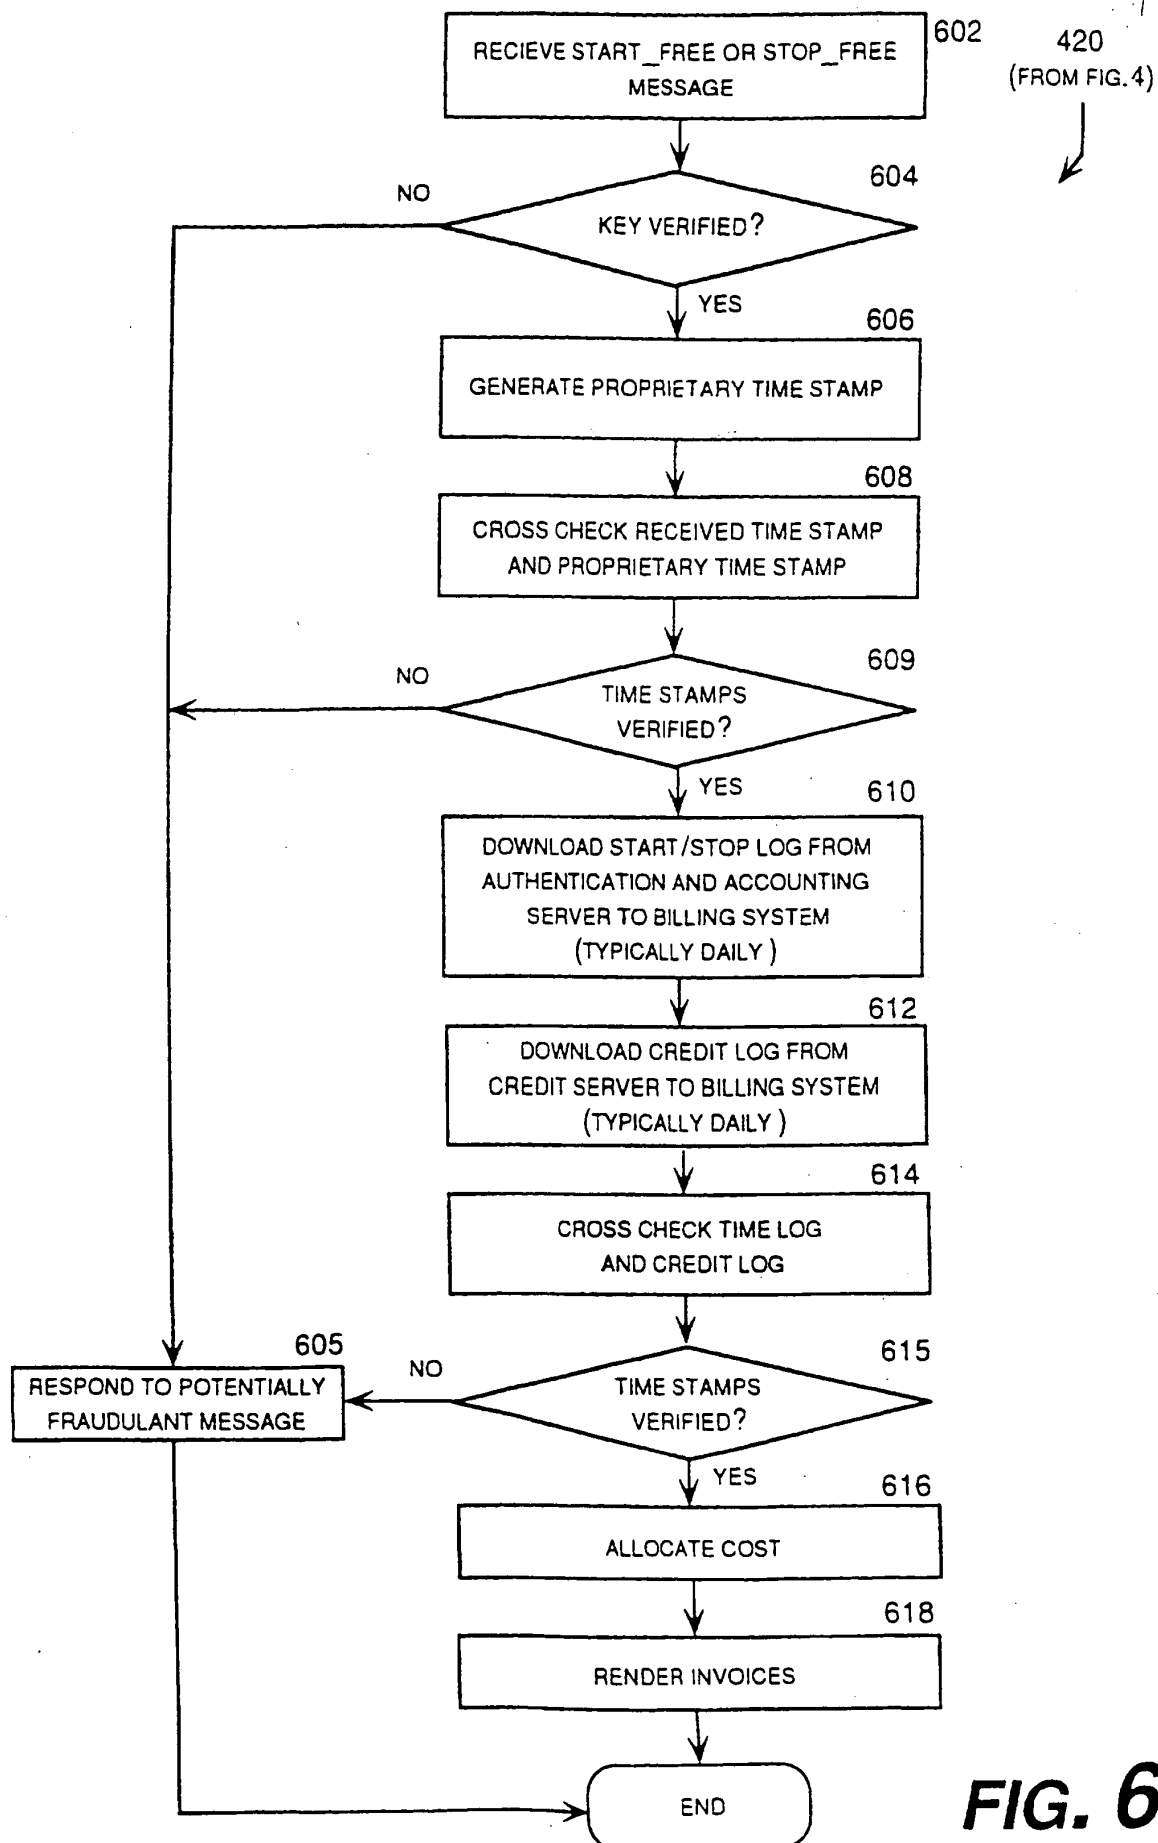 RECIEVE START_FREE OR STOP_FREE
MESSAGE
602
420
(FROM FIG. 4)
604
NO
KEY VERIFIED?
YES
606
GENERATE PROPRIETARY TIME STAMP
608
CROSS CHECK RECEIVED TIME STAMP
AND PROPRIETARY TIME STAMP
609
NO
TIME STAMPS
VERIFIED?
YES
610
DOWNLOAD START/STOP LOG FROM
AUTHENTICATION AND ACCOUNTING
SERVER TO BILLING SYSTEM
(TYPICALLY DAILY)
612
DOWNLOAD CREDIT LOG FROM
CREDIT SERVER TO BILLING SYSTEM
(TYPICALLY DAILY)
614
CROSS CHECK TIME LOG
AND CREDIT LOG
605
RESPOND TO POTENTIALLY
FRAUDULANT MESSAGE
NO
615
TIME STAMPS
VERIFIED?
YES
616
ALLOCATE COST
618
RENDER INVOICES
END
FIG. 6